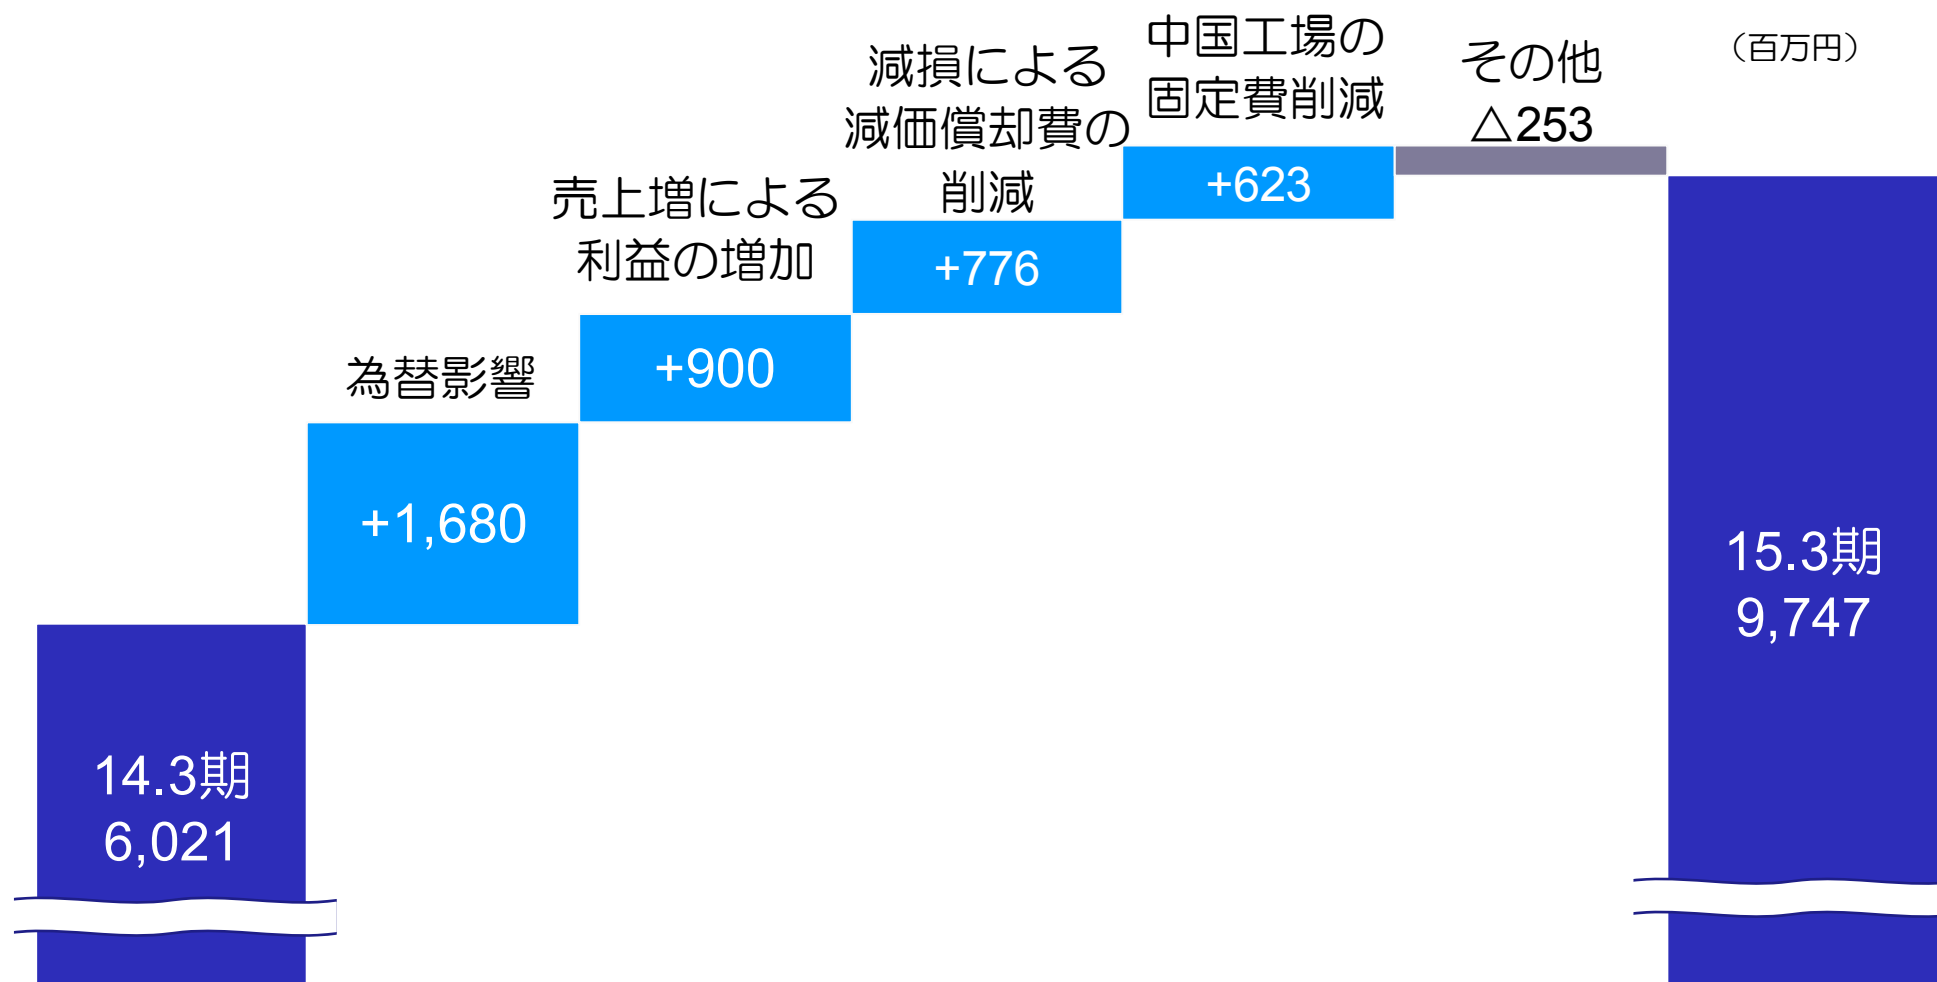 （百万円）
14.3期
6,021
為替影響
+1,680
売上増による
利益の増加
+900
減損による
減価償却費の
削減
+776
中国工場の
固定費削減
+623
その他
△253
15.3期
9,747